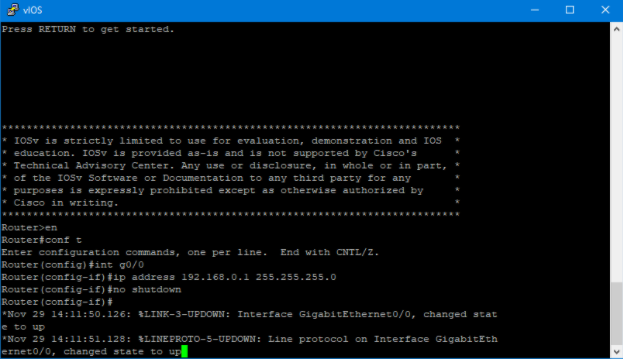 vIOS
Press RETURN to get started.
**************************************************************************
* IOSv is strictly limited to use for evaluation, demonstration and IOS  *
* education. IOSv is provided as-is and is not supported by Cisco's      *
* Technical Advisory Center. Any use or disclosure, in whole or in part, *
* of the IOSv Software or Documentation to any third party for any       *
* purposes is expressly prohibited except as otherwise authorized by     *
* Cisco in writing.                                                      *
**************************************************************************
Router>en
Router#conf t
Enter configuration commands, one per line.  End with CNTL/Z.
Router(config)#int g0/0
Router(config-if)#ip address 192.168.0.1 255.255.255.0
Router(config-if)#no shutdown
Router(config-if)#
*Nov 29 14:11:50.126: %LINK-3-UPDOWN: Interface GigabitEthernet0/0, changed stat
e to up
*Nov 29 14:11:51.128: %LINEPROTO-5-UPDOWN: Line protocol on Interface GigabitEth
ernet0/0, changed state to up